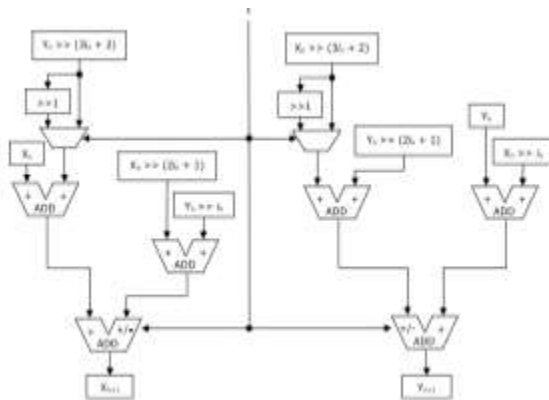 Yᵢ >> (3iᵢ + 2)
Xᵢ >> (3iᵢ + 2)
>>1
>>1
Yᵢ
Xᵢ
Xᵢ >> (2iᵢ + 1)
Yᵢ >> (2iᵢ + 1)
Xᵢ >> iᵢ
Yᵢ >> iᵢ
+ +
ADD
+ +
ADD
+ +
ADD
+ +
ADD
+ +/-
ADD
+/- +
ADD
Xᵢ₊₁
Yᵢ₊₁